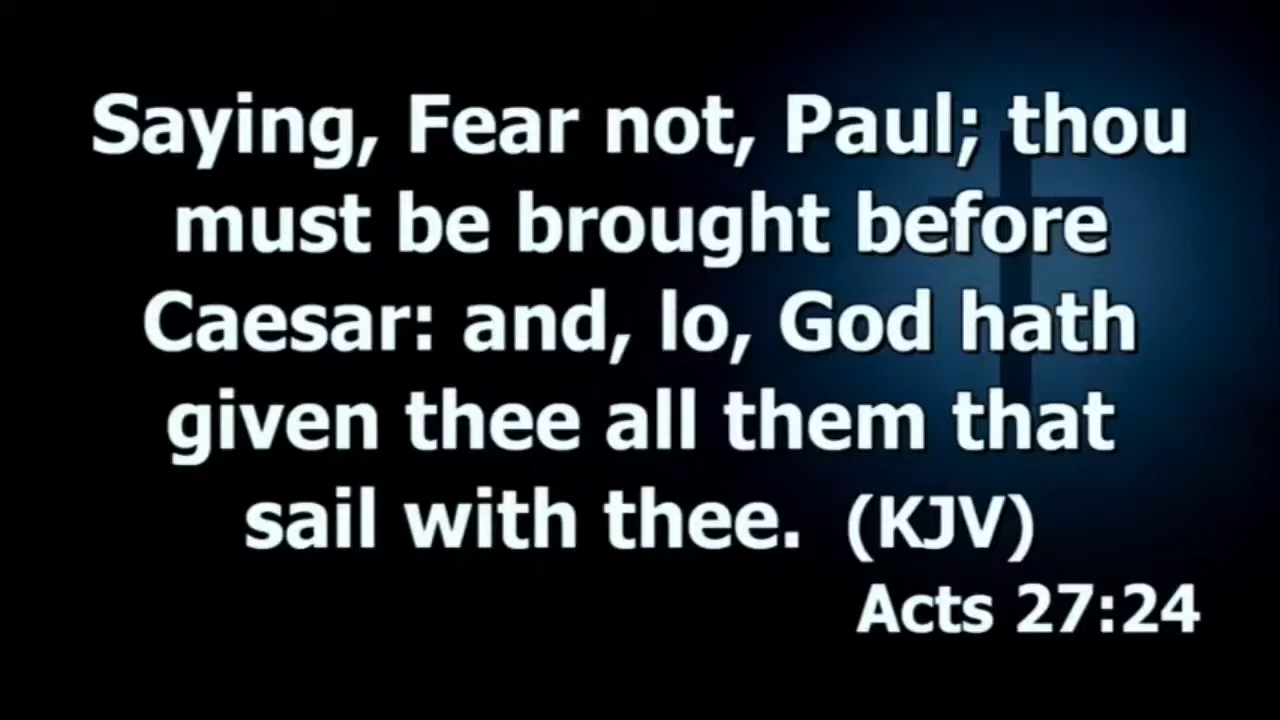 Saying, Fear not, Paul; thou
must be brought before
Caesar: and, lo, God hath
given thee all them that
sail with thee. (KJV)
Acts 27:24